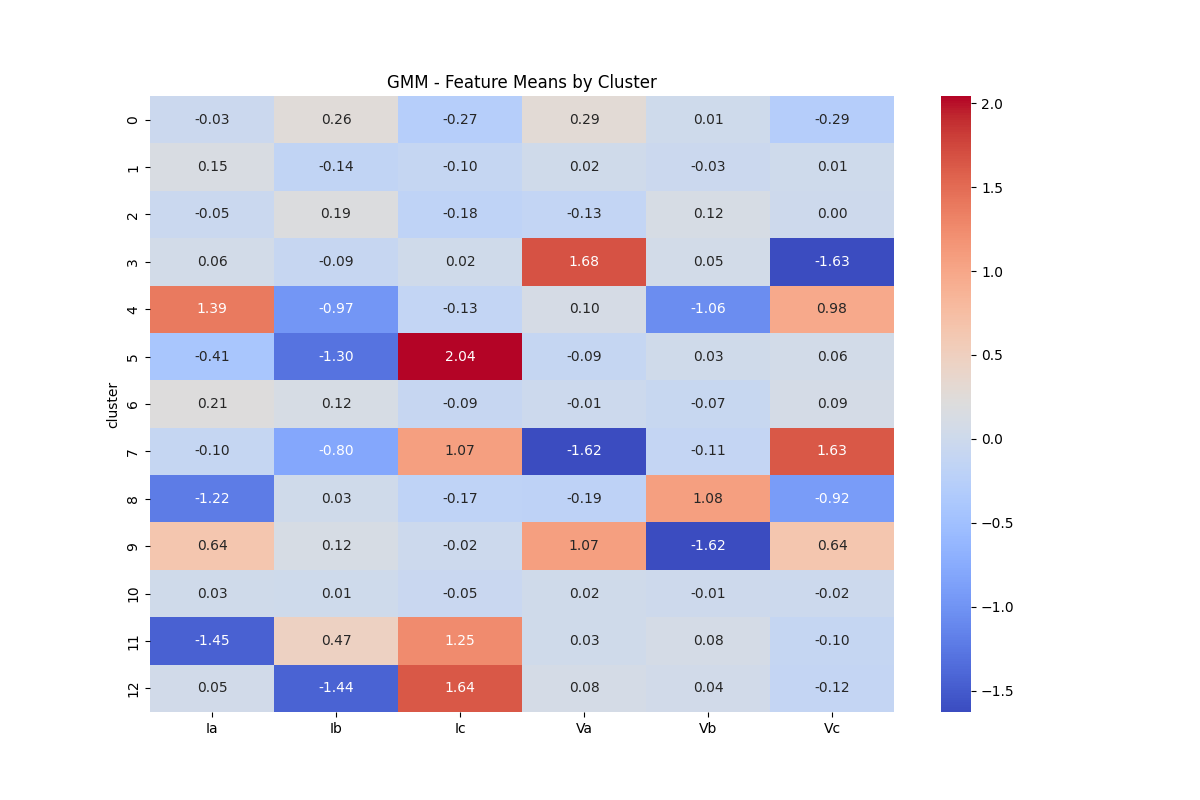 GMM - Feature Means by Cluster
0 -0.03 0.26 -0.27 0.29 0.01 -0.29
1 0.15 -0.14 -0.10 0.02 -0.03 0.01
2 -0.05 0.19 -0.18 -0.13 0.12 0.00
3 0.06 -0.09 0.02 1.68 0.05 -1.63
4 1.39 -0.97 -0.13 0.10 -1.06 0.98
5 -0.41 -1.30 2.04 -0.09 0.03 0.06
6 0.21 0.12 -0.09 -0.01 -0.07 0.09
7 -0.10 -0.80 1.07 -1.62 -0.11 1.63
8 -1.22 0.03 -0.17 -0.19 1.08 -0.92
9 0.64 0.12 -0.02 1.07 -1.62 0.64
10 0.03 0.01 -0.05 0.02 -0.01 -0.02
11 -1.45 0.47 1.25 0.03 0.08 -0.10
12 0.05 -1.44 1.64 0.08 0.04 -0.12
Ia Ib Ic Va Vb Vc
cluster
2.0
1.5
1.0
0.5
0.0
−0.5
−1.0
−1.5